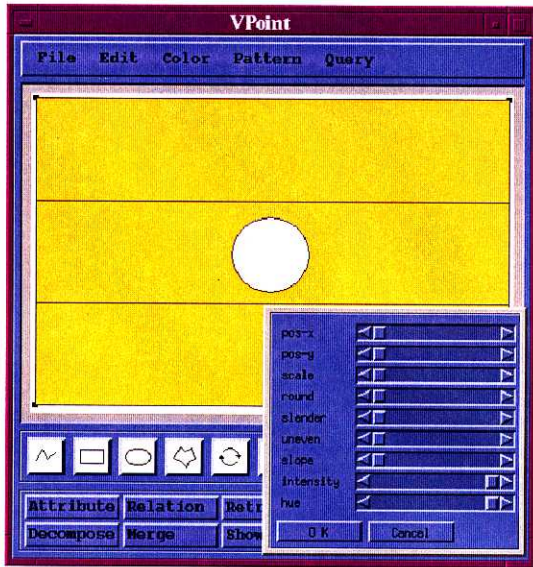 VPoint
File Edit Color Pattern Query
pos-x
pos-y
scale
round
slender
uneven
slope
intensity
hue
OK Cancel
Attribute Relation Retr
Decompose Merge Show